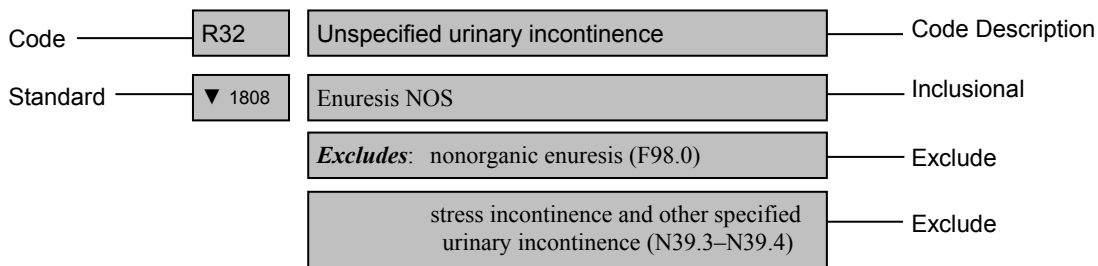 Code R32 Unspecified urinary incontinence Code Description
Standard ▼ 1808 Enuresis NOS Inclusional
Excludes: nonorganic enuresis (F98.0) Exclude
stress incontinence and other specified Exclude
urinary incontinence (N39.3–N39.4)